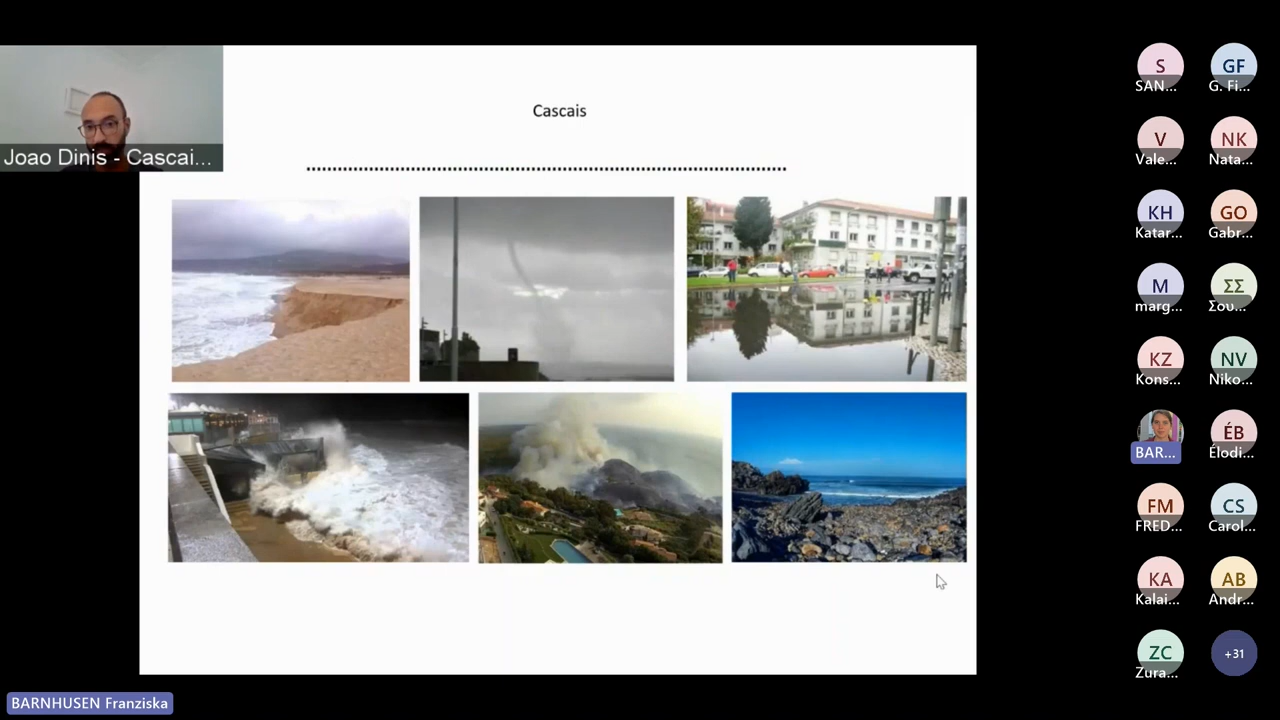 Cascais
Joao Dinis - Cascai...
S
SAN...
GF
G. Fi...
V
Vale...
NK
Nata...
KH
Katar...
GO
Gabr...
M
marg...
ΣΣ
Σου...
KZ
Kons...
NV
Niko...
BAR...
ÉB
Élodi...
FM
FRED...
CS
Carol...
KA
Kalai...
AB
Andr...
ZC
Zura...
+31
BARNHUSEN Franziska